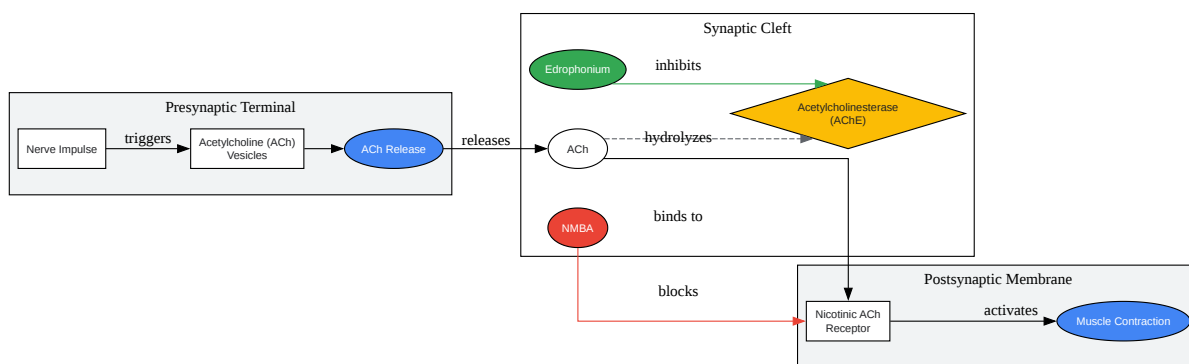 Synaptic Cleft
Edrophonium
inhibits
Acetylcholinesterase
(AChE)
Presynaptic Terminal
Nerve Impulse
triggers
Acetylcholine (ACh)
Vesicles
ACh Release
releases
ACh
hydrolyzes
NMBA
binds to
blocks
Postsynaptic Membrane
Nicotinic ACh
Receptor
activates
Muscle Contraction